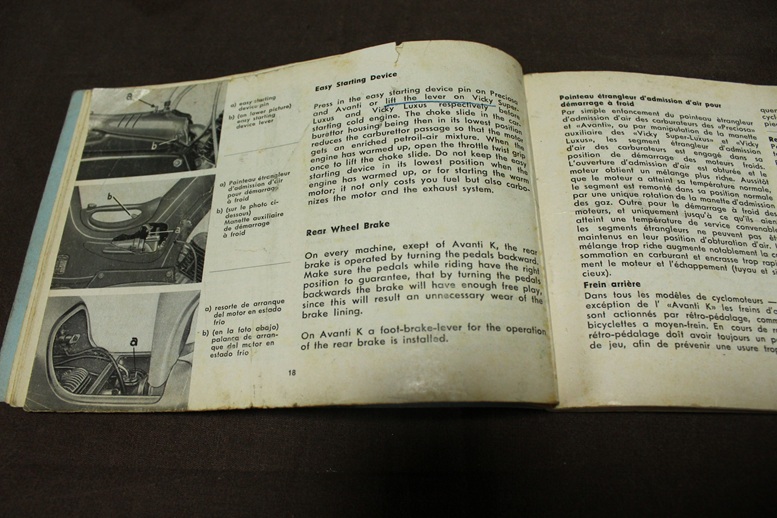 a
a) easy starting
device pin
b) (on lower picture)
easy starting
device lever
b
a) Pointeau étrangleur
d'admission d'air
pour démarrage
à froid
b) (sur la photo ci-
dessous)
Manette auxiliaire
de démarrage
à froid
a
a) resorte de arranque
del motor en estado
frio
b) (en la foto abajo)
palanca de arran-
que del motor en
estado frio
a
Easy Starting Device
Press in the easy starting device pin on Preciosa
and Avanti or lift the lever on Vicky Super-
Luxus and Vicky Luxus respectively before
starting cold engine. The choke slide in the car-
burettor housing being then in its lowest position
reduces the carburettor passage so that the motor
gets an enriched petroil-air mixture. When the
engine has warmed up, open the throttle twist grip
once to lift the choke slide. Do not keep the easy
starting device in its lowest position when the
engine has warmed up, or for starting the warm
motor; it not only costs you fuel but also carbo-
nizes the motor and the exhaust system.
Rear Wheel Brake
On every machine, exept of Avanti K, the rear
brake is operated by turning the pedals backward.
Make sure the pedals while riding have the right
position to guarantee, that by turning the pedals
backwards the brake will have enough free play,
since this will result an unnecessary wear of the
brake lining.
On Avanti K a foot-brake-lever for the operation
of the rear brake is installed.
18
Pointeau étrangleur d'admission d'air pour
démarrage à froid
Par simple enfoncement du pointeau étrangleur
d'admission d'air des carburateurs des «Preciosa»
et «Avanti», ou par manipulation de la manette
auxiliaire des «Vicky Super-Luxus» et «Vicky
Luxus», les segment étrangleur d'admission
d'air des carburateurs est engagé dans sa
position de démarrage des moteurs froids.
L'ouverture d'admission d'air est obturée et le
moteur obtient un mélange plus riche. Aussitôt
que le moteur a atteint sa température normale,
le segment est remonté dans sa position normale
par une unique rotation de la manette d'admission
des gaz. Outre pour le démarrage à froid des
moteurs, et uniquement jusqu'à ce qu'ils aient
atteint une température de service convenable
les segments étrangleurs ne peuvent pas êt
maintenus en leur position d'obturation d'air. L
mélange trop riche augmente notablement la c
sommation en carburant et encrasse trop rapi
ment le moteur et l'échappement (tuyau et si
cieux).
Frein arrière
Dans tous les modèles de cyclomoteurs —
exception de l' «Avanti K» les freins d'a
sont actionnés par rétro-pédalage, comm
bicyclettes a moyen-frein. En cours de r
rétro-pédalage doit avoir toujours un p
de jeu, afin de prévenir une usure trap